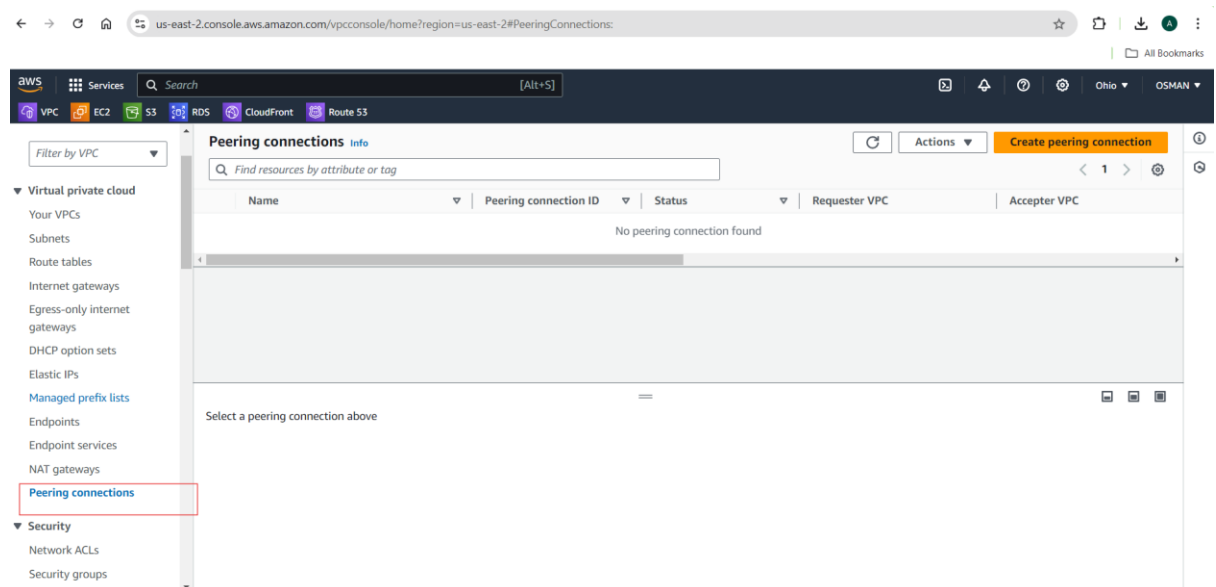 us-east-2.console.aws.amazon.com/vpcconsole/home?region=us-east-2#PeeringConnections:
A
All Bookmarks
aws Services Search [Alt+S] Ohio OSMAN
VPC EC2 S3 RDS CloudFront Route 53
Filter by VPC
Virtual private cloud
Your VPCs
Subnets
Route tables
Internet gateways
Egress-only internet
gateways
DHCP option sets
Elastic IPs
Managed prefix lists
Endpoints
Endpoint services
NAT gateways
Peering connections
Security
Network ACLs
Security groups
Peering connections Info Actions Create peering connection
Find resources by attribute or tag 1
Name Peering connection ID Status Requester VPC Accepter VPC
No peering connection found
Select a peering connection above